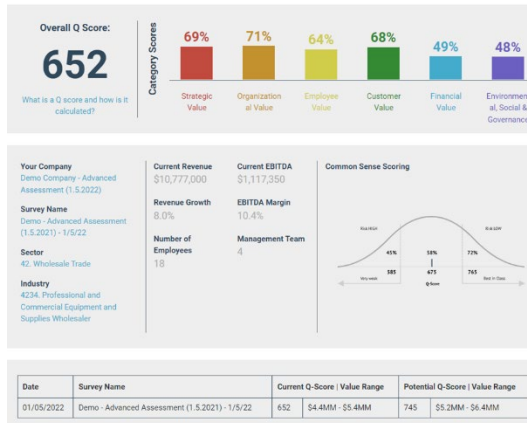 Overall Q Score:
652
What is a Q score and how is it
calculated?
Category Scores
69%
71%
64%
68%
49%
48%
Strategic
Value
Organization
al Value
Employee
Value
Customer
Value
Financial
Value
Environmen
al, Social &
Governance
Your Company
Demo Company - Advanced
Assessment (1.5.2022)
Survey Name
Demo - Advanced Assessment
(1.5.2021) - 1/5/22
Sector
42. Wholesale Trade
Industry
4234. Professional and
Commercial Equipment and
Supplies Wholesaler
Current Revenue
$10,777,000
Revenue Growth
8.0%
Number of
Employees
18
Current EBITDA
$1,117,350
EBITDA Margin
10.4%
Management Team
4
Common Sense Scoring
Risk HIGH
Risk LOW
72%
585
675
765
Very weak
Best in Class
Q-Score
Date
Survey Name
Current Q-Score | Value Range
Potential Q-Score | Value Range
01/05/2022
Demo - Advanced Assessment (1.5.2021) - 1/5/22
652
$4.4MM - $5.4MM
745
$5.2MM - $6.4MM